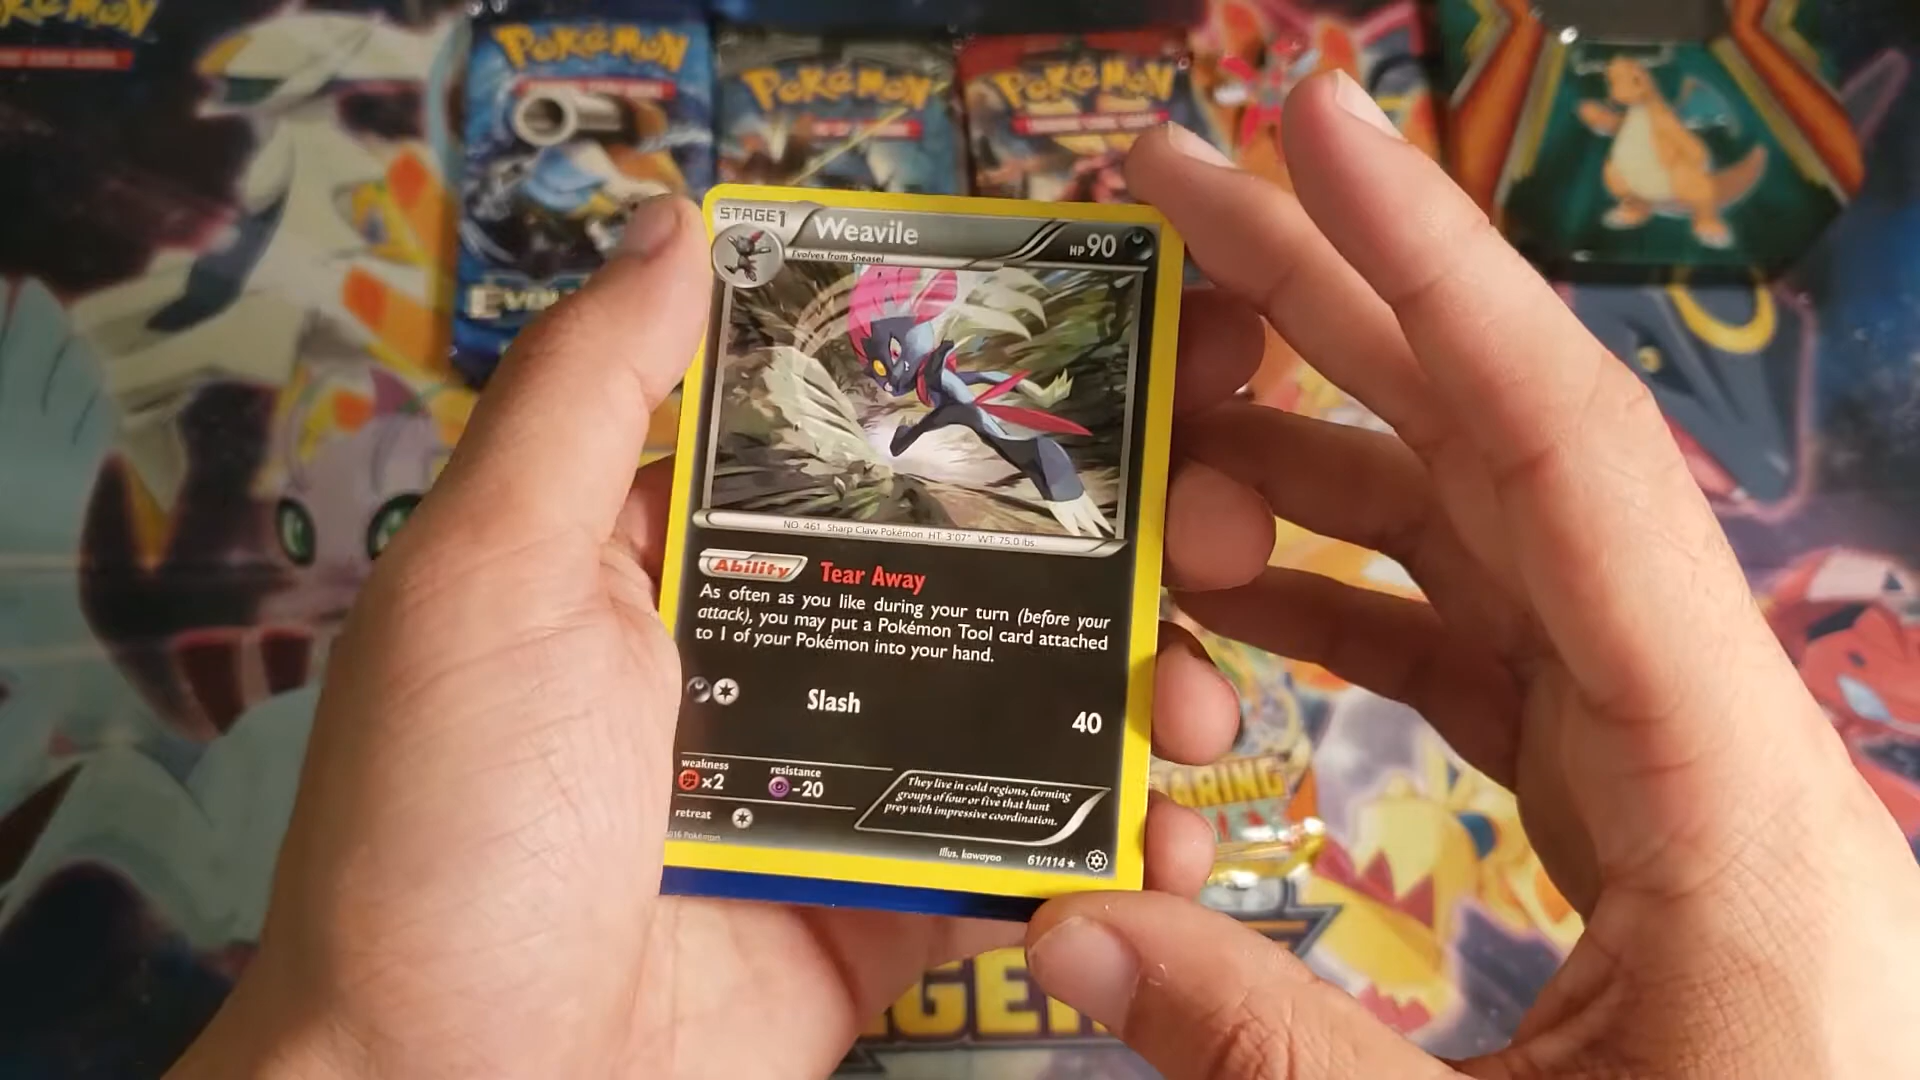 POKéMON
POKéMON
POKéMON
STAGE1
Weavile
HP 90
Evolves from Sneasel
NO. 461 Sharp Claw Pokémon HT: 3'07" WT: 75.0 lbs.
Ability Tear Away
As often as you like during your turn (before your
attack), you may put a Pokémon Tool card attached
to 1 of your Pokémon into your hand.
Slash
40
weakness
x2
resistance
-20
They live in cold regions, forming
groups of four or five that hunt
prey with impressive coordination.
retreat
Illus. kawayoo
61/114